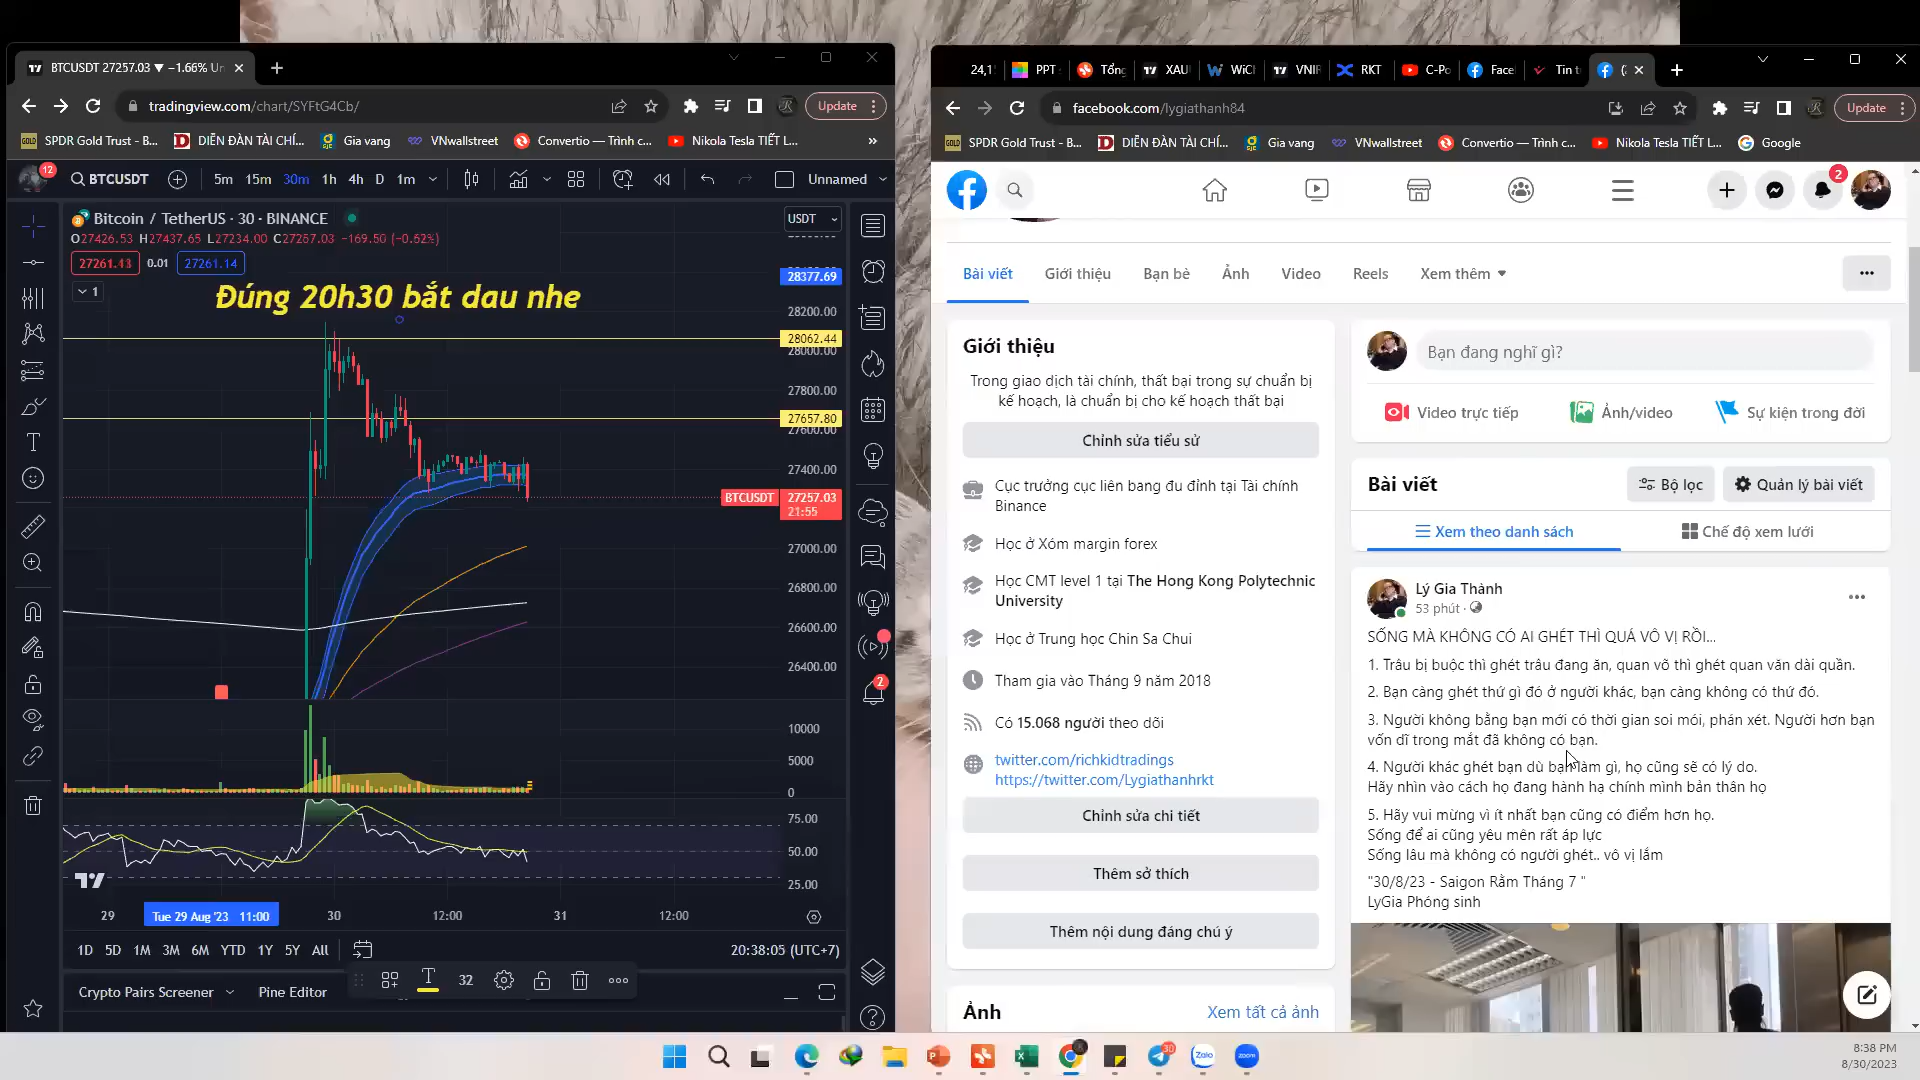 BTCUSDT 27257.03 ▼ −1.66% Un
tradingview.com/chart/SYFtG4Cb/
Update
SPDR Gold Trust - B...
DIỄN ĐÀN TÀI CHÍ...
Gia vang
VNwallstreet
Convertio — Trình c...
Nikola Tesla TIẾT L...
»
12
BTCUSDT
5m
15m
30m
1h
4h
D
1m
Unnamed
Bitcoin / TetherUS · 30 · BINANCE
USDT
O27426.53 H27437.65 L27234.00 C27257.03 −169.50 (−0.62%)
27261.13
0.01
27261.14
1
Đúng 20h30 bắt dau nhe
28377.69
28200.00
28062.44
28000.00
27800.00
27657.80
27600.00
27400.00
BTCUSDT
27257.03
21:55
27000.00
26800.00
26600.00
26400.00
10000
5000
0
75.00
50.00
25.00
29
Tue 29 Aug '23 11:00
30
12:00
31
12:00
1D
5D
1M
3M
6M
YTD
1Y
5Y
All
20:38:05 (UTC+7)
32
Crypto Pairs Screener
Pine Editor
2
24,1
PPT
Tổng
XAU
WiCh
VNIR
RKT
C-Po
Face
Tin t
facebook.com/lygiathanh84
Update
SPDR Gold Trust - B...
DIỄN ĐÀN TÀI CHÍ...
Gia vang
VNwallstreet
Convertio — Trình c...
Nikola Tesla TIẾT L...
Google
2
Bài viết
Giới thiệu
Bạn bè
Ảnh
Video
Reels
Xem thêm
Giới thiệu
Trong giao dịch tài chính, thất bại trong sự chuẩn bị
kế hoạch, là chuẩn bị cho kế hoạch thất bại
Chỉnh sửa tiểu sử
Cục trưởng cục liên bang đu đỉnh tại Tài chính
Binance
Học ở Xóm margin forex
Học CMT level 1 tại The Hong Kong Polytechnic
University
Học ở Trung học Chin Sa Chui
Tham gia vào Tháng 9 năm 2018
Có 15.068 người theo dõi
twitter.com/richkidtradings
https://twitter.com/Lygiathanhrkt
Chỉnh sửa chi tiết
Thêm sở thích
Thêm nội dung đáng chú ý
Ảnh
Xem tất cả ảnh
Bạn đang nghĩ gì?
Video trực tiếp
Ảnh/video
Sự kiện trong đời
Bài viết
Bộ lọc
Quản lý bài viết
Xem theo danh sách
Chế độ xem lưới
Lý Gia Thành
53 phút ·
SỐNG MÀ KHÔNG CÓ AI GHÉT THÌ QUÁ VÔ VỊ RỒI...
1. Trâu bị buộc thì ghét trâu đang ăn, quan võ thì ghét quan văn dài quần.
2. Bạn càng ghét thứ gì đó ở người khác, bạn càng không có thứ đó.
3. Người không bằng bạn mới có thời gian soi mói, phán xét. Người hơn bạn
vốn dĩ trong mắt đã không có bạn.
4. Người khác ghét bạn dù bạn làm gì, họ cũng sẽ có lý do.
Hãy nhìn vào cách họ đang hành hạ chính mình bản thân họ
5. Hãy vui mừng vì ít nhất bạn cũng có điểm hơn họ.
Sống để ai cũng yêu mên rất áp lực
Sống lâu mà không có người ghét.. vô vị lắm
"30/8/23 - Saigon Rằm Tháng 7 "
LyGia Phóng sinh
30
Zalo
zoom
8:38 PM
8/30/2023